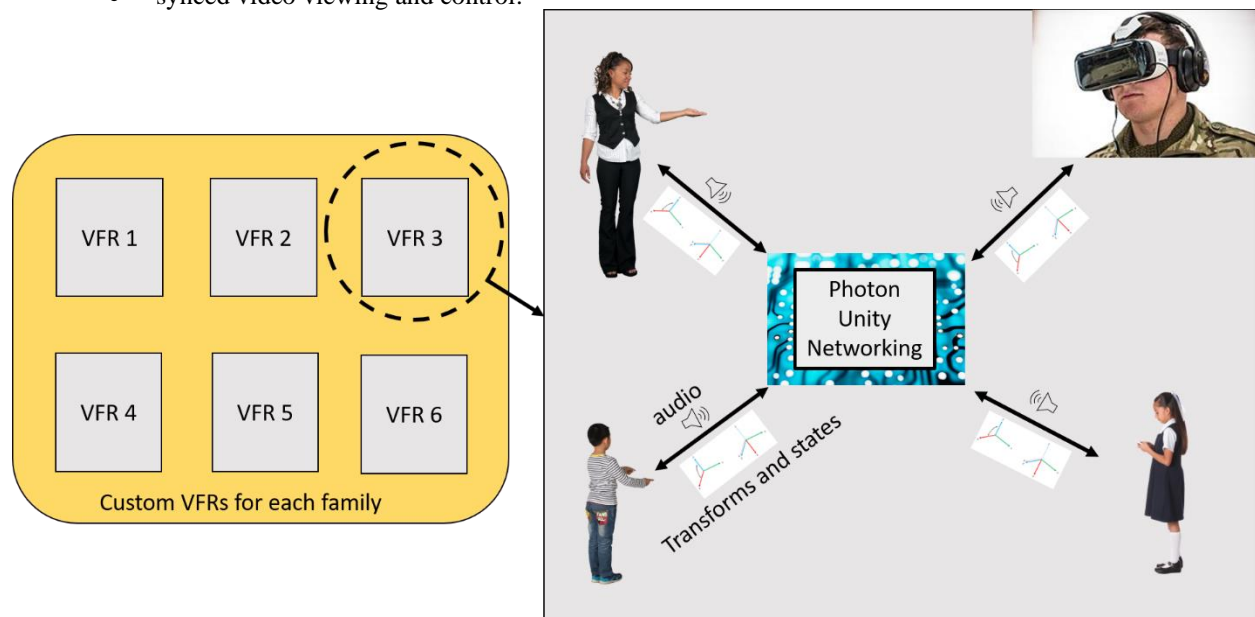 synced video viewing and control.
VFR 1
VFR 2
VFR 3
VFR 4
VFR 5
VFR 6
Custom VFRs for each family
Photon
Unity
Networking
audio
Transforms and states